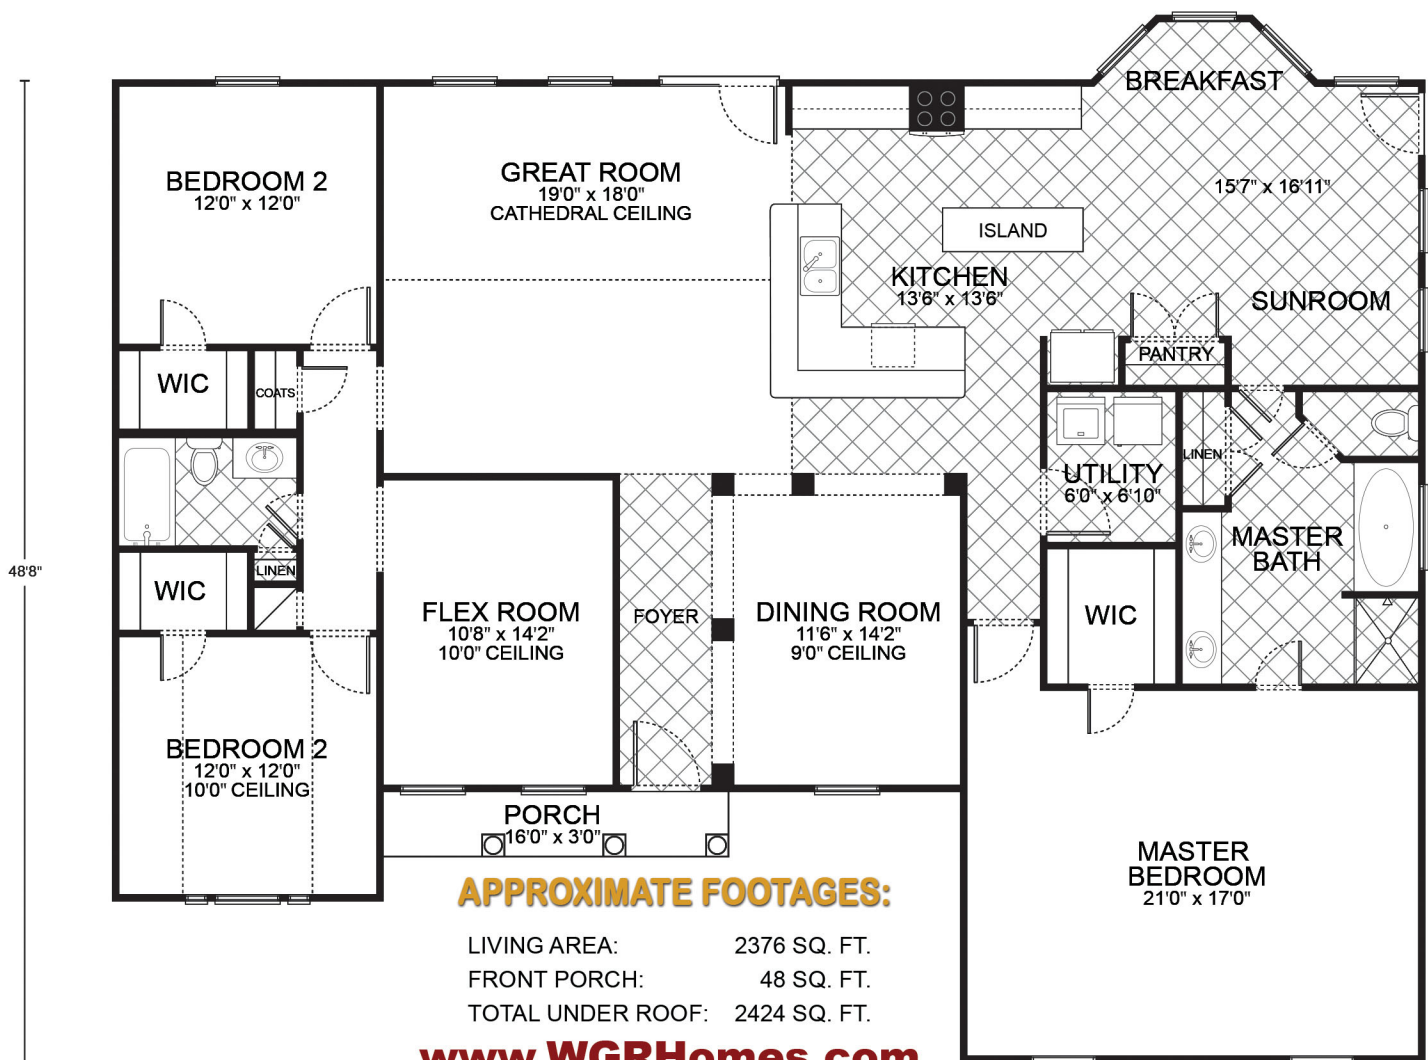 BREAKFAST
BEDROOM 2
12'0" x 12'0"
GREAT ROOM
19'0" x 18'0"
CATHEDRAL CEILING
15'7" x 16'11"
ISLAND
KITCHEN
13'6" x 13'6"
SUNROOM
PANTRY
WIC
COATS
LINEN
UTILITY
6'0" x 6'10"
MASTER
BATH
48'8"
LINEN
WIC
FLEX ROOM
10'8" x 14'2"
10'0" CEILING
FOYER
DINING ROOM
11'6" x 14'2"
9'0" CEILING
WIC
BEDROOM 2
12'0" x 12'0"
10'0" CEILING
PORCH
16'0" x 3'0"
MASTER
BEDROOM
21'0" x 17'0"
APPROXIMATE FOOTAGES:
LIVING AREA: 2376 SQ. FT.
FRONT PORCH: 48 SQ. FT.
TOTAL UNDER ROOF: 2424 SQ. FT.
www.WGRHomes.com